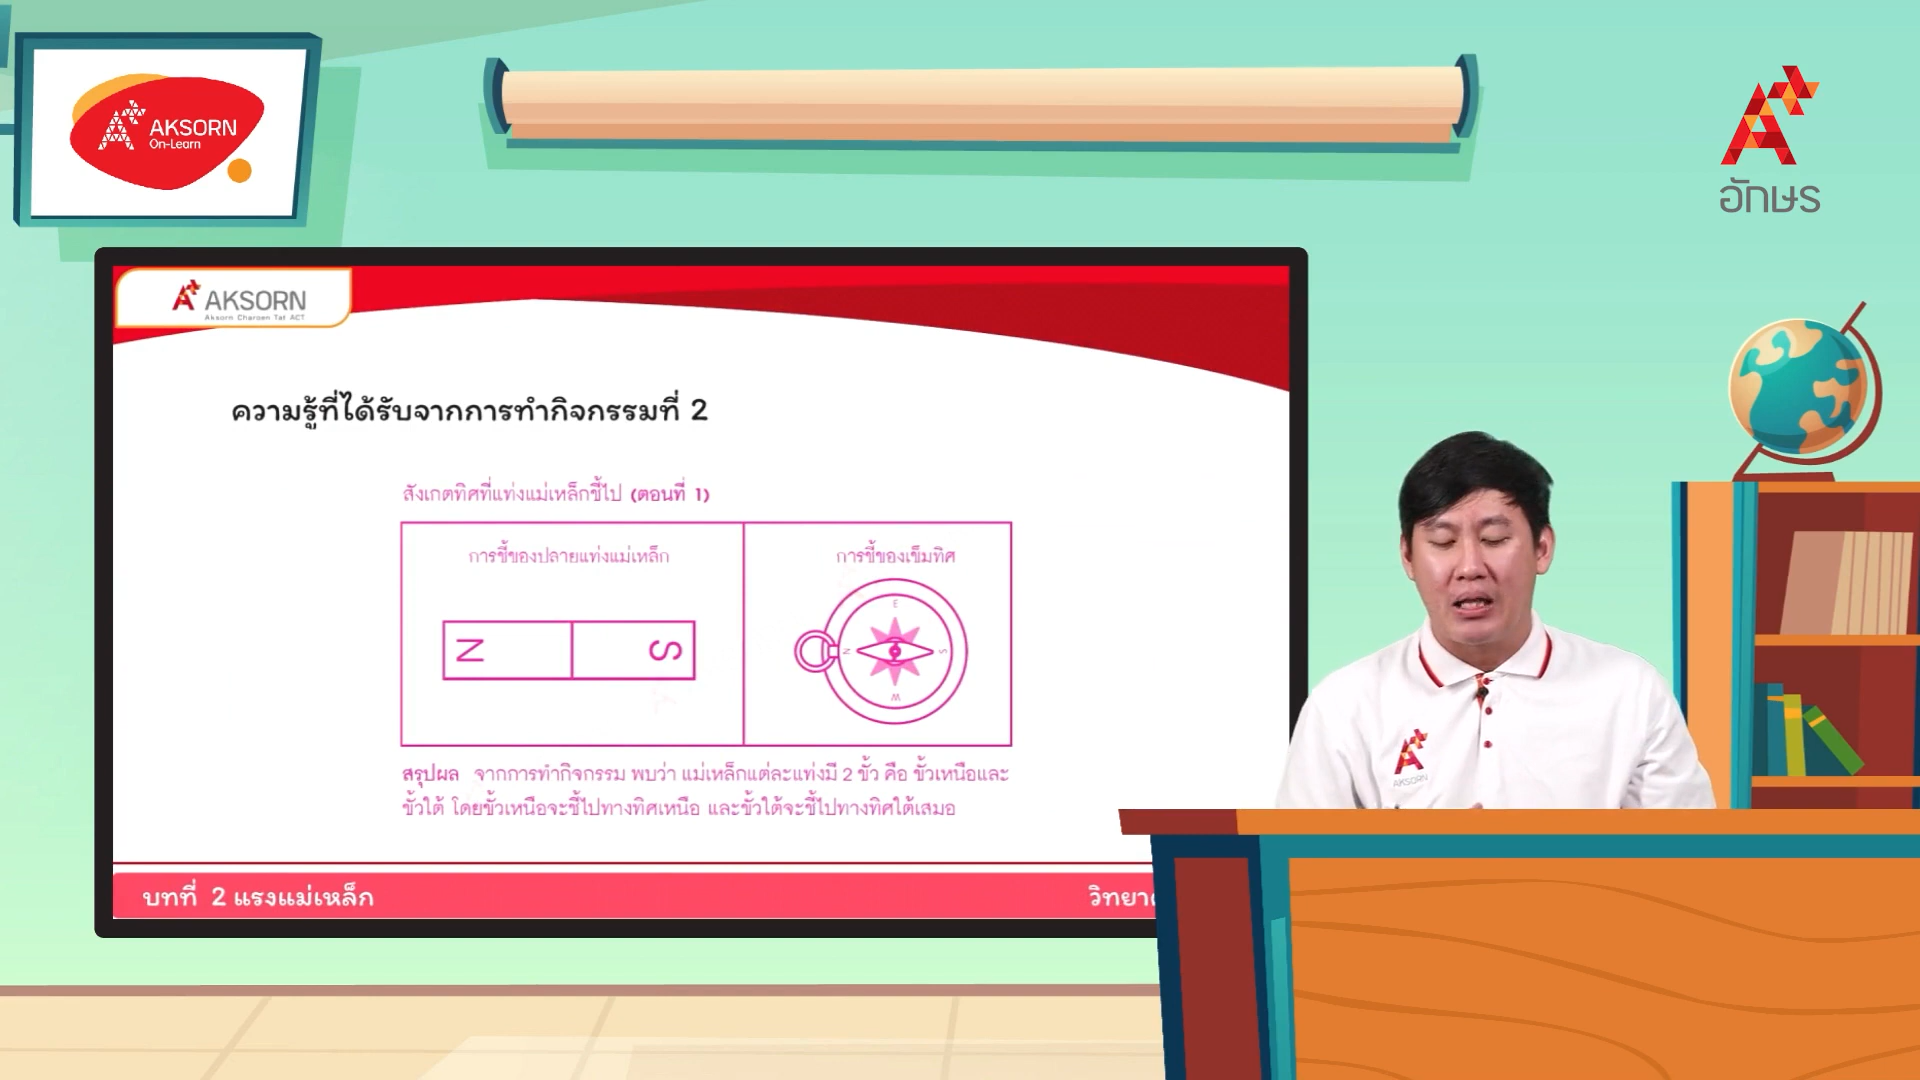 AKSORN
On-Learn
อักษร
AKSORN
Aksorn Charoen Tat ACT
ความรู้ที่ได้รับจากการทำกิจกรรมที่ 2
สังเกตทิศที่แท่งแม่เหล็กชี้ไป (ตอนที่ 1)
การชี้ของปลายแท่งแม่เหล็ก
การชี้ของเข็มทิศ
N S
E
N S
W
สรุปผล จากการทำกิจกรรม พบว่า แม่เหล็กแต่ละแท่งมี 2 ขั้ว คือ ขั้วเหนือและ
ขั้วใต้ โดยขั้วเหนือจะชี้ไปทางทิศเหนือ และขั้วใต้จะชี้ไปทางทิศใต้เสมอ
บทที่ 2 แรงแม่เหล็ก
AKSORN